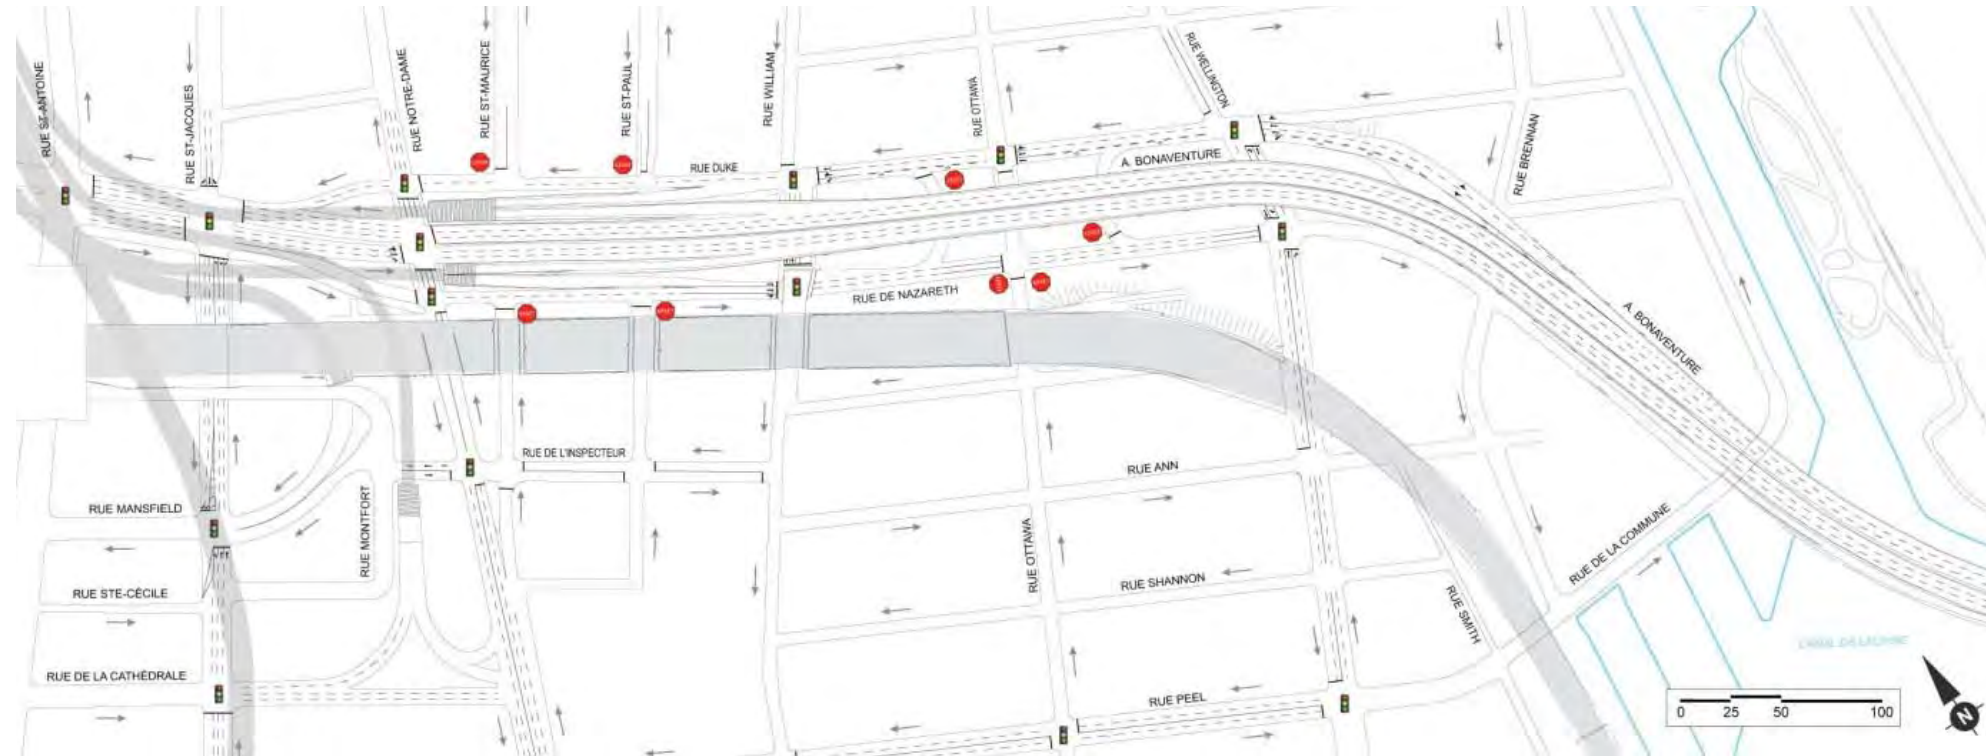 RUE ST-ANTOINE
RUE ST-JACQUES
RUE NOTRE-DAME
RUE ST-MAURICE
RUE ST-PAUL
RUE WILLIAM
RUE OTTAWA
RUE WELLINGTON
RUE BRENNAN
RUE DUKE
A. BONAVENTURE
RUE DE NAZARETH
A. BONAVENTURE
RUE DE L'INSPECTEUR
RUE ANN
RUE MANSFIELD
RUE MONTFORT
RUE OTTAWA
RUE DE LA COMMUNE
RUE STE-CÉCILE
RUE SHANNON
RUE SMITH
CANAL DE LACHINE
RUE DE LA CATHÉDRALE
RUE PEEL
0 25 50 100
N